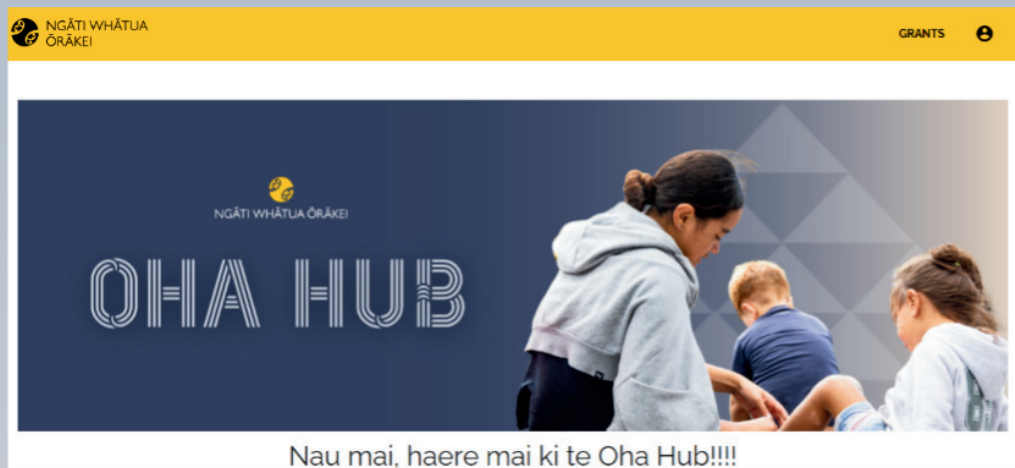 NGĀTI WHĀTUA
ŌRĀKEI
GRANTS
NGĀTI WHĀTUA ŌRĀKEI
OHA HUB
Nau mai, haere mai ki te Oha Hub!!!!